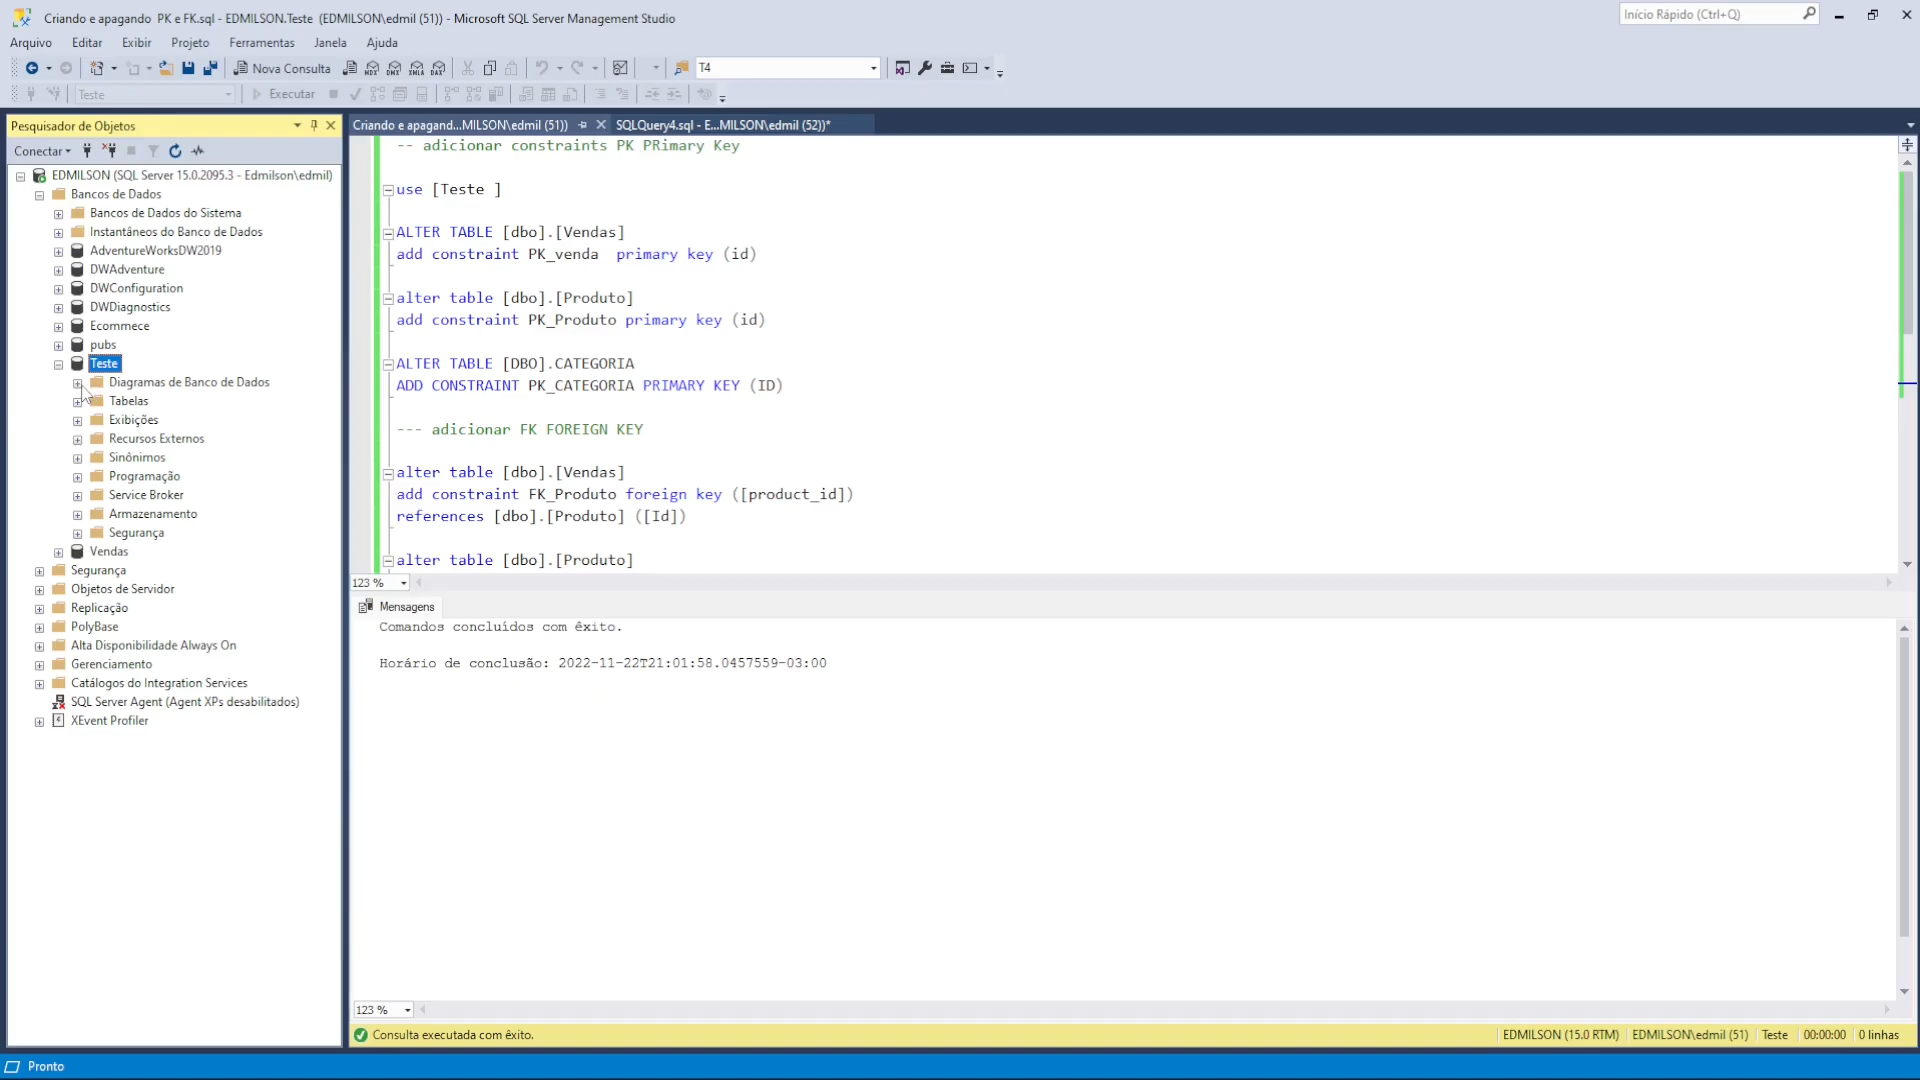 Criando e apagando  PK e FK.sql - EDMILSON.Teste  (EDMILSON\edmil (51)) - Microsoft SQL Server Management Studio
Início Rápido (Ctrl+Q)
Arquivo Editar Exibir Projeto Ferramentas Janela Ajuda
Nova Consulta
T4
Teste
Executar
Pesquisador de Objetos
Conectar
EDMILSON (SQL Server 15.0.2095.3 - Edmilson\edmil)
Bancos de Dados
Bancos de Dados do Sistema
Instantâneos do Banco de Dados
AdventureWorksDW2019
DWAdventure
DWConfiguration
DWDiagnostics
Ecommece
pubs
Teste
Diagramas de Banco de Dados
Tabelas
Exibições
Recursos Externos
Sinônimos
Programação
Service Broker
Armazenamento
Segurança
Vendas
Segurança
Objetos de Servidor
Replicação
PolyBase
Alta Disponibilidade Always On
Gerenciamento
Catálogos do Integration Services
SQL Server Agent (Agent XPs desabilitados)
XEvent Profiler
Criando e apagand...MILSON\edmil (51))
SQLQuery4.sql - E...MILSON\edmil (52))*
-- adicionar constraints PK PRimary Key
use [Teste ]
ALTER TABLE [dbo].[Vendas]
add constraint PK_venda  primary key (id)
alter table [dbo].[Produto]
add constraint PK_Produto primary key (id)
ALTER TABLE [DBO].CATEGORIA
ADD CONSTRAINT PK_CATEGORIA PRIMARY KEY (ID)
--- adicionar FK FOREIGN KEY
alter table [dbo].[Vendas]
add constraint FK_Produto foreign key ([product_id])
references [dbo].[Produto] ([Id])
alter table [dbo].[Produto]
123 %
Mensagens
Comandos concluídos com êxito.
Horário de conclusão: 2022-11-22T21:01:58.0457559-03:00
123 %
Consulta executada com êxito.
EDMILSON (15.0 RTM) EDMILSON\edmil (51) Teste 00:00:00 0 linhas
Pronto